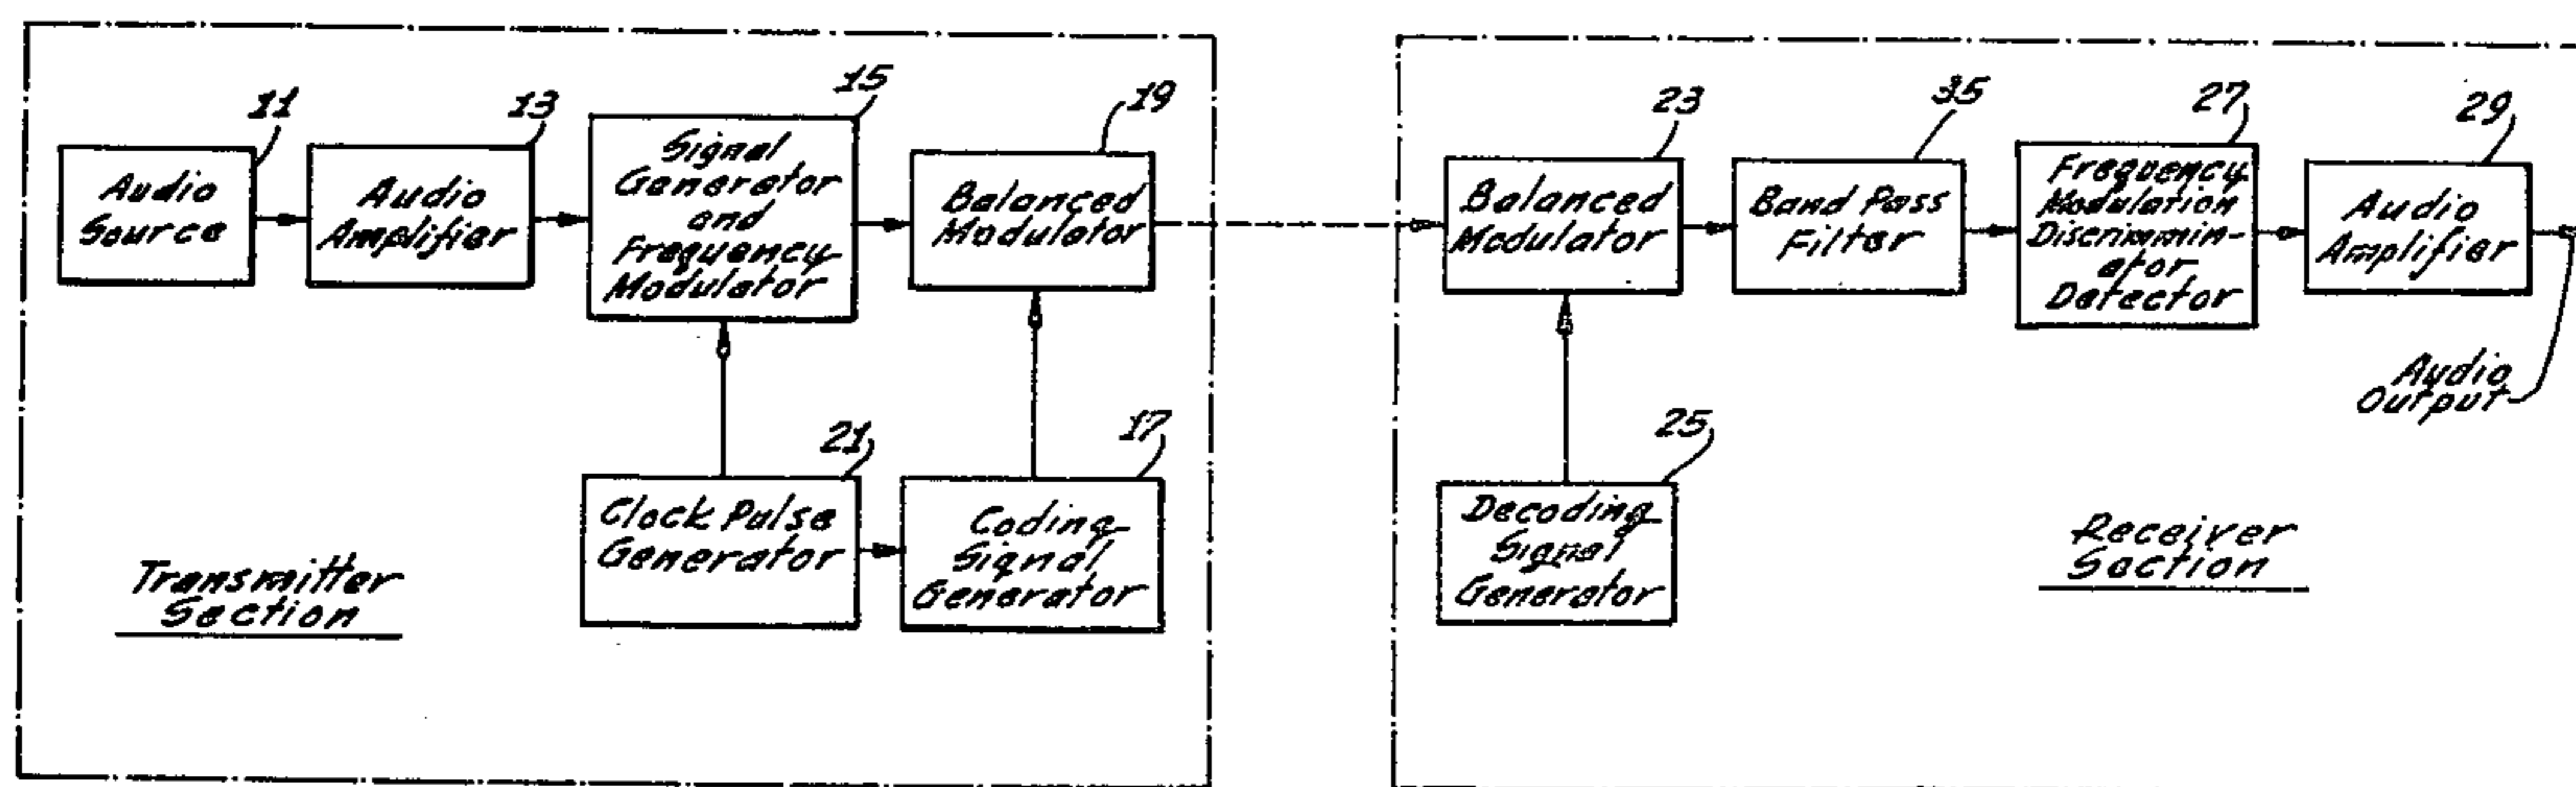 11
Audio
Source
13
Audio
Amplifier
15
Signal
Generator
and
Frequency
Modulator
19
Balanced
Modulator
21
Clock Pulse
Generator
17
Coding
Signal
Generator
Transmitter
Section
23
Balanced
Modulator
35
Band Pass
Filter
27
Frequency
Modulation
Discrimmin-
ator
Detector
29
Audio
Amplifier
Audio
Output
25
Decoding
Signal
Generator
Receiver
Section